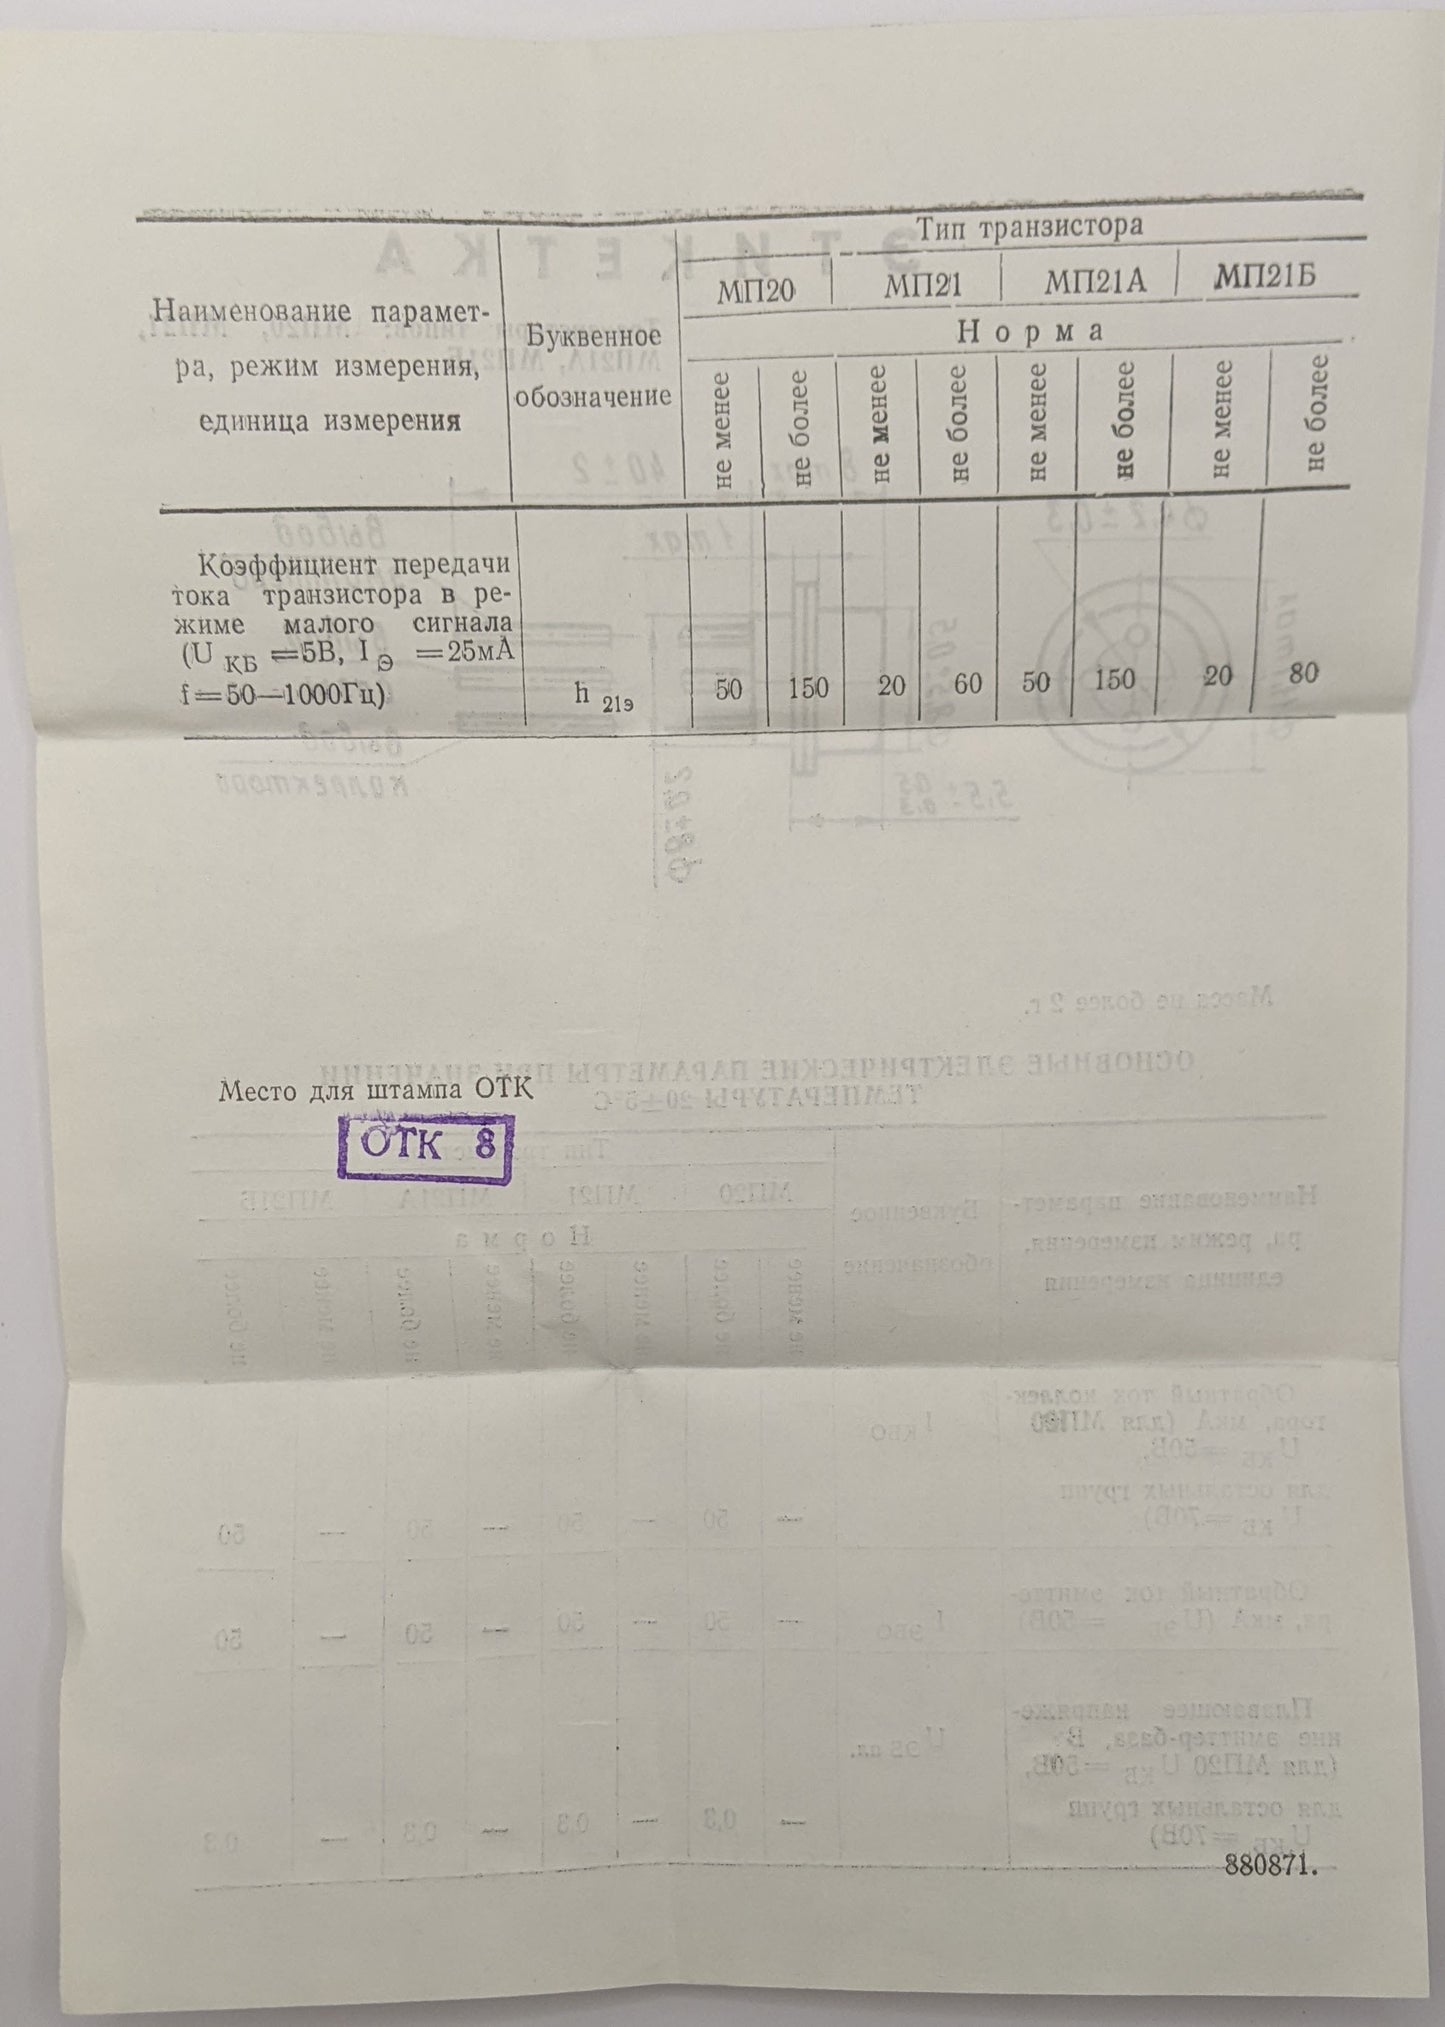 Тип транзистора
МП20 МП21 МП21А МП21Б
Наименование парамет-
ра, режим измерения,
единица измерения
Буквенное
обозначение
Норма
не менее не более не менее не более не менее не более не менее не более
Коэффициент передачи
тока транзистора в ре-
жиме малого сигнала
(U КБ =5В, I Э =25мА
f=50—1000Гц) h 21э 50 150 20 60 50 150 20 80
Место для штампа ОТК
ОТК 8
880871.